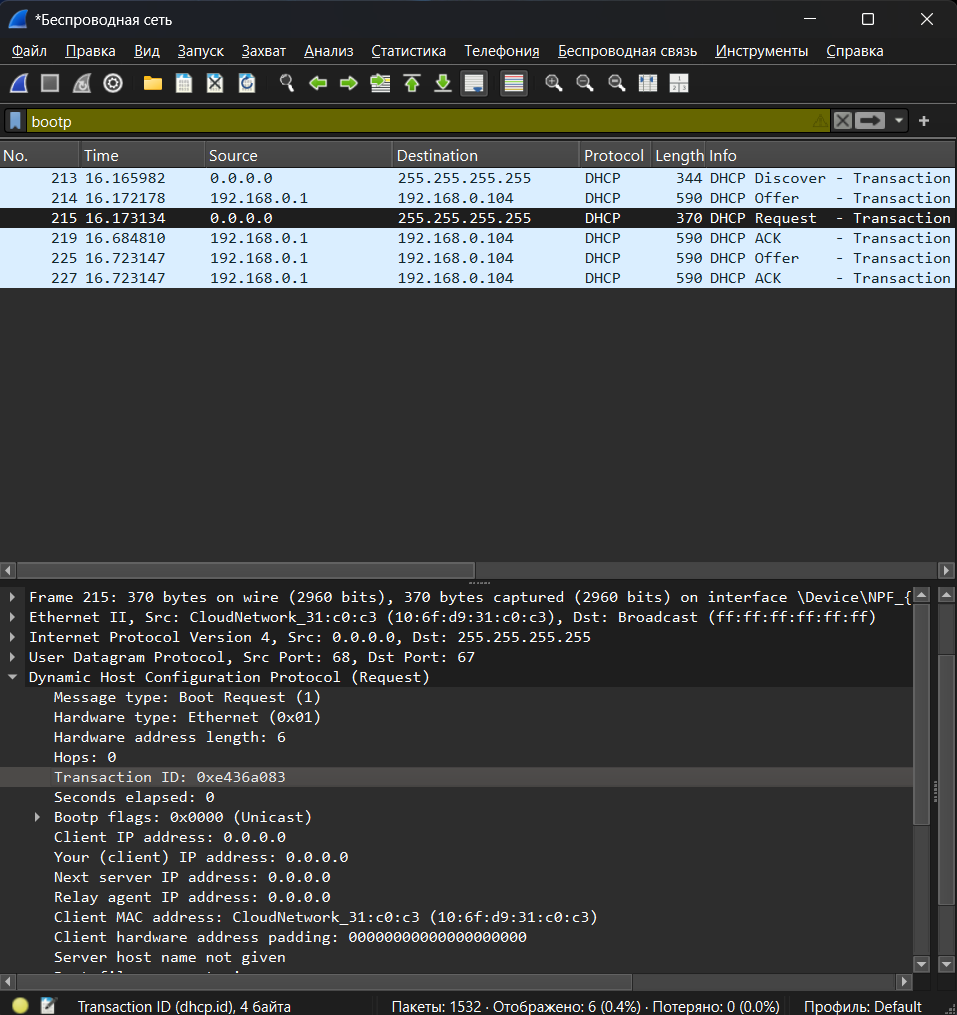 *Беспроводная сеть
Файл Правка Вид Запуск Захват Анализ Статистика Телефония Беспроводная связь Инструменты Справка
bootp
No. Time Source Destination Protocol Length Info
213 16.165982 0.0.0.0 255.255.255.255 DHCP 344 DHCP Discover - Transaction
214 16.172178 192.168.0.1 192.168.0.104 DHCP 590 DHCP Offer - Transaction
215 16.173134 0.0.0.0 255.255.255.255 DHCP 370 DHCP Request - Transaction
219 16.684810 192.168.0.1 192.168.0.104 DHCP 590 DHCP ACK - Transaction
225 16.723147 192.168.0.1 192.168.0.104 DHCP 590 DHCP Offer - Transaction
227 16.723147 192.168.0.1 192.168.0.104 DHCP 590 DHCP ACK - Transaction
Frame 215: 370 bytes on wire (2960 bits), 370 bytes captured (2960 bits) on interface \Device\NPF_{
Ethernet II, Src: CloudNetwork_31:c0:c3 (10:6f:d9:31:c0:c3), Dst: Broadcast (ff:ff:ff:ff:ff:ff)
Internet Protocol Version 4, Src: 0.0.0.0, Dst: 255.255.255.255
User Datagram Protocol, Src Port: 68, Dst Port: 67
Dynamic Host Configuration Protocol (Request)
Message type: Boot Request (1)
Hardware type: Ethernet (0x01)
Hardware address length: 6
Hops: 0
Transaction ID: 0xe436a083
Seconds elapsed: 0
Bootp flags: 0x0000 (Unicast)
Client IP address: 0.0.0.0
Your (client) IP address: 0.0.0.0
Next server IP address: 0.0.0.0
Relay agent IP address: 0.0.0.0
Client MAC address: CloudNetwork_31:c0:c3 (10:6f:d9:31:c0:c3)
Client hardware address padding: 00000000000000000000
Server host name not given
Transaction ID (dhcp.id), 4 байта Пакеты: 1532 · Отображено: 6 (0.4%) · Потеряно: 0 (0.0%) Профиль: Default